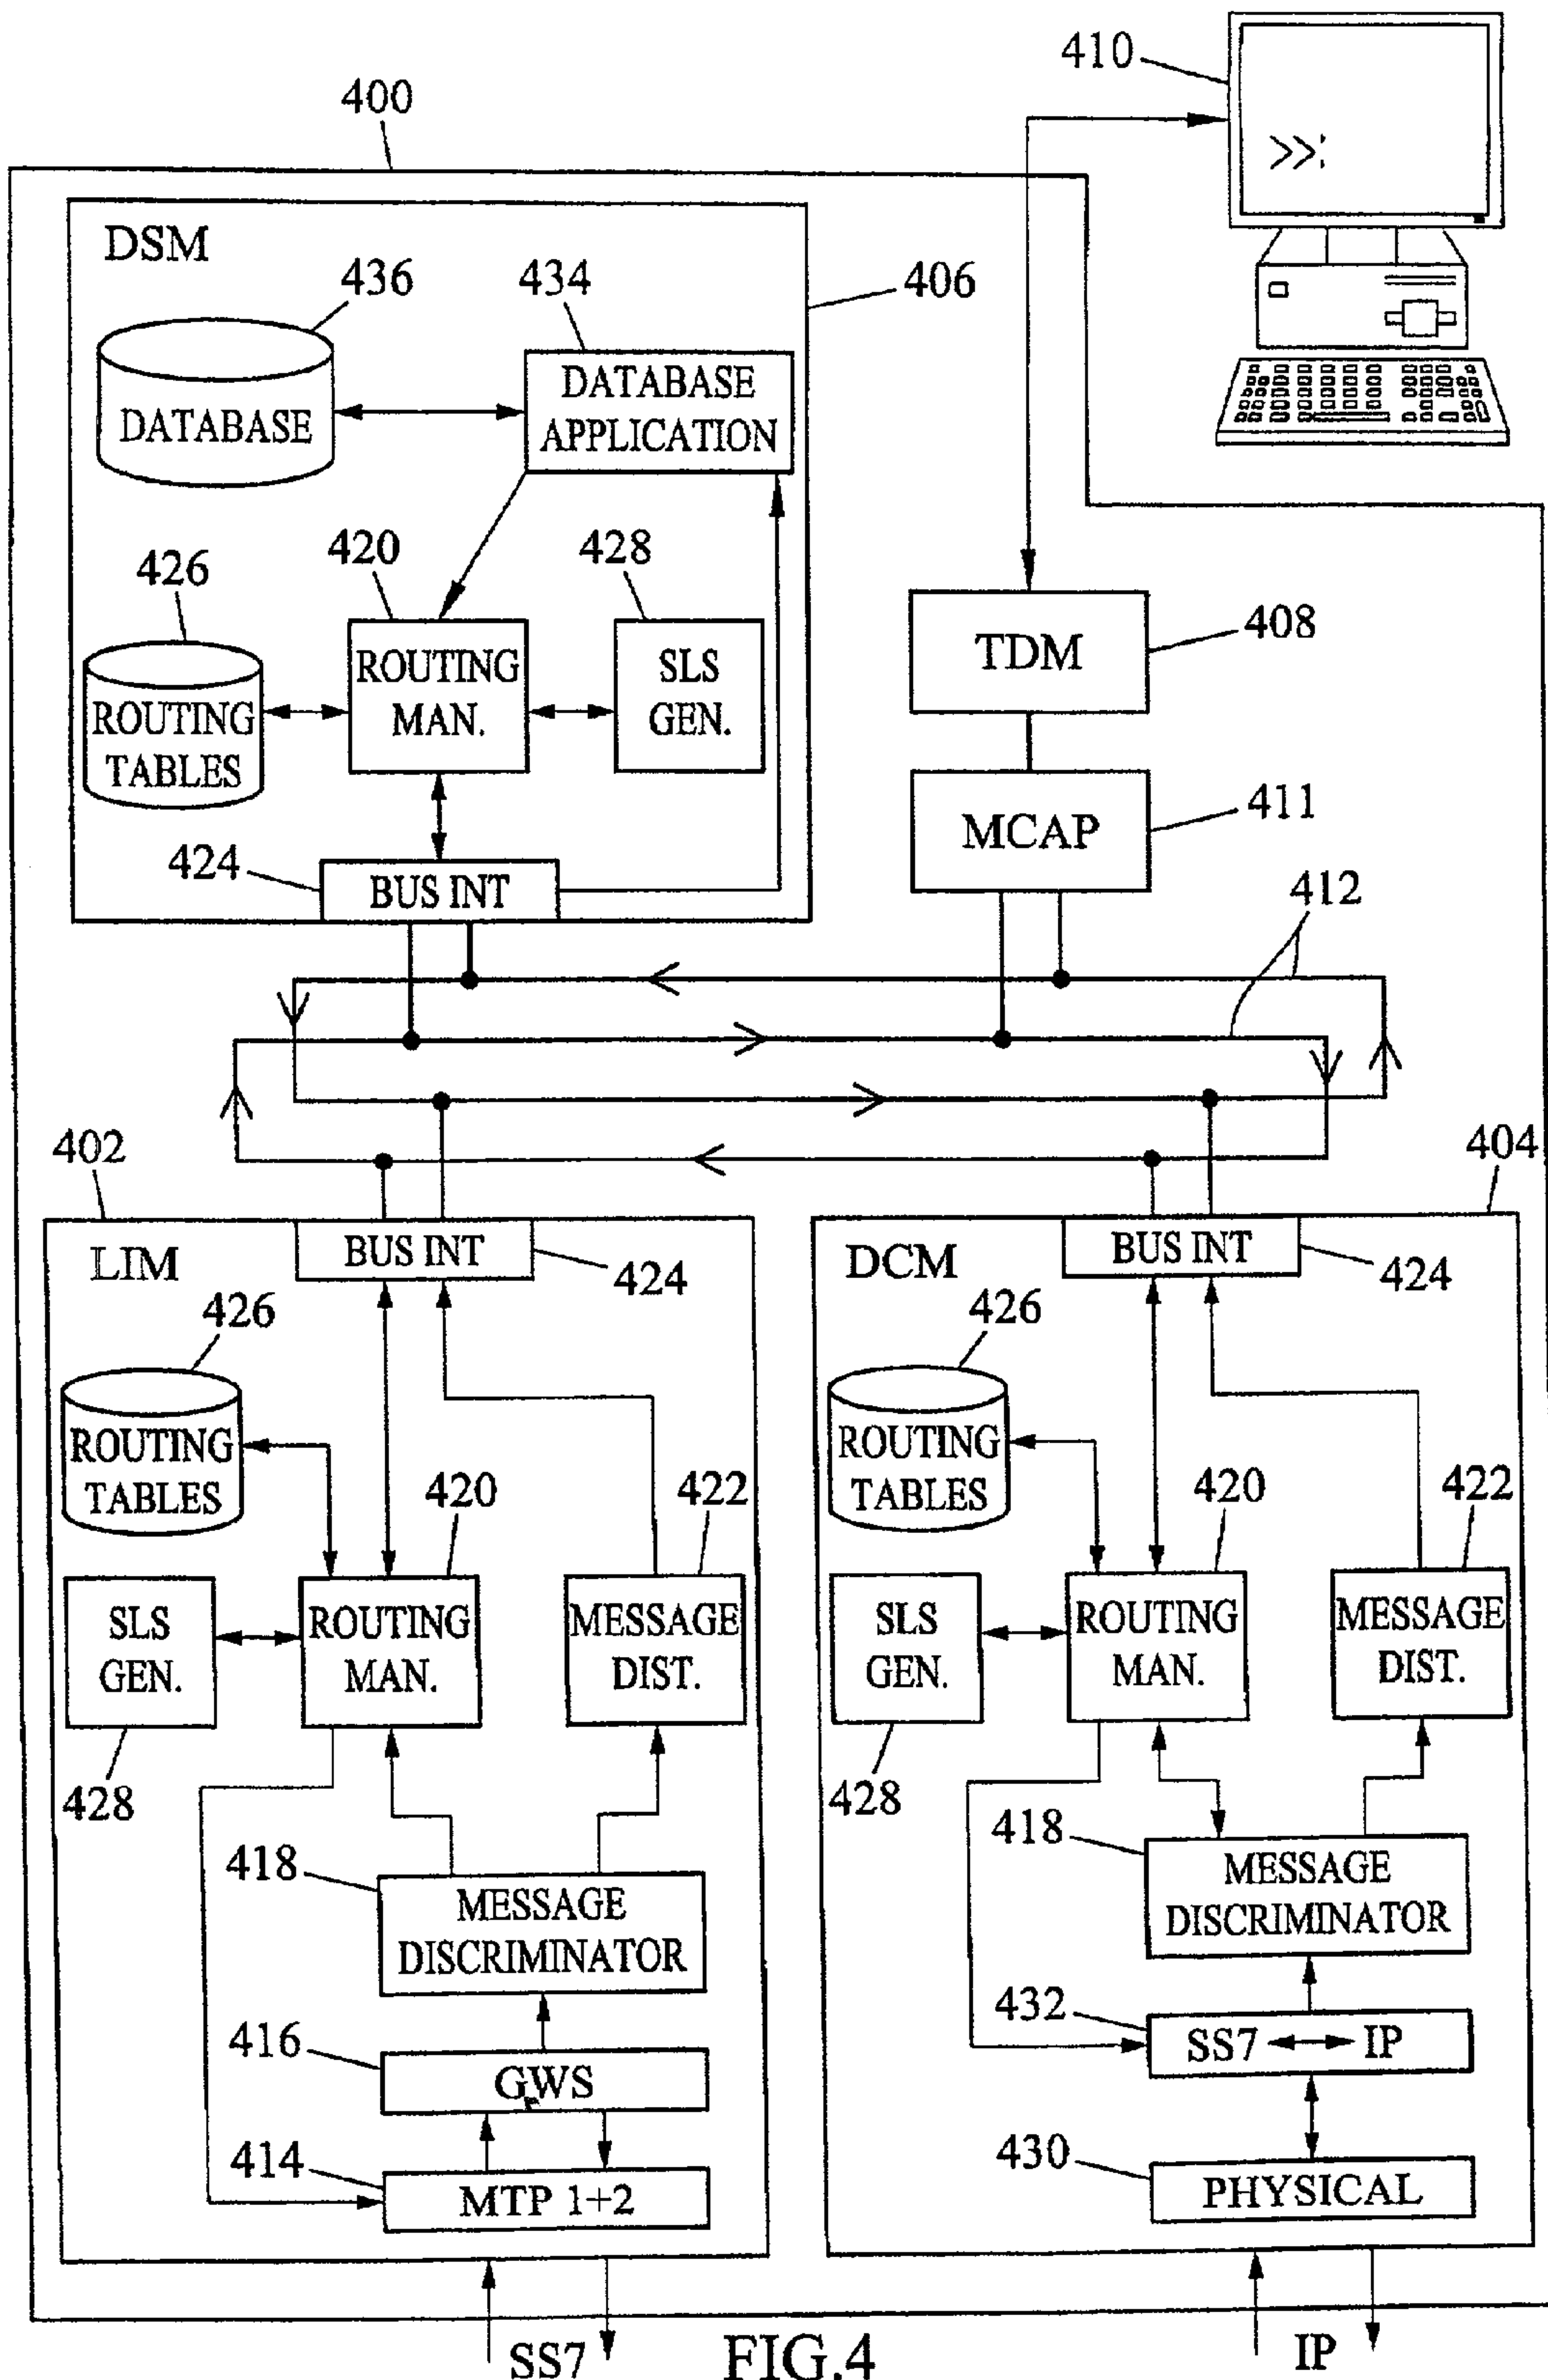 410
400
>>:
DSM
436
434
406
DATABASE
DATABASE
APPLICATION
426
420
428
408
TDM
ROUTING
TABLES
ROUTING
MAN.
SLS
GEN.
411
MCAP
424
BUS INT
412
402
404
LIM
BUS INT
424
426
ROUTING
TABLES
420
422
SLS
GEN.
ROUTING
MAN.
MESSAGE
DIST.
428
418
MESSAGE
DISCRIMINATOR
416
GWS
414
MTP 1+2
SS7
DCM
BUS INT
424
426
ROUTING
TABLES
420
422
SLS
GEN.
ROUTING
MAN.
MESSAGE
DIST.
428
418
MESSAGE
DISCRIMINATOR
432
SS7 ↔ IP
430
PHYSICAL
IP
FIG.4